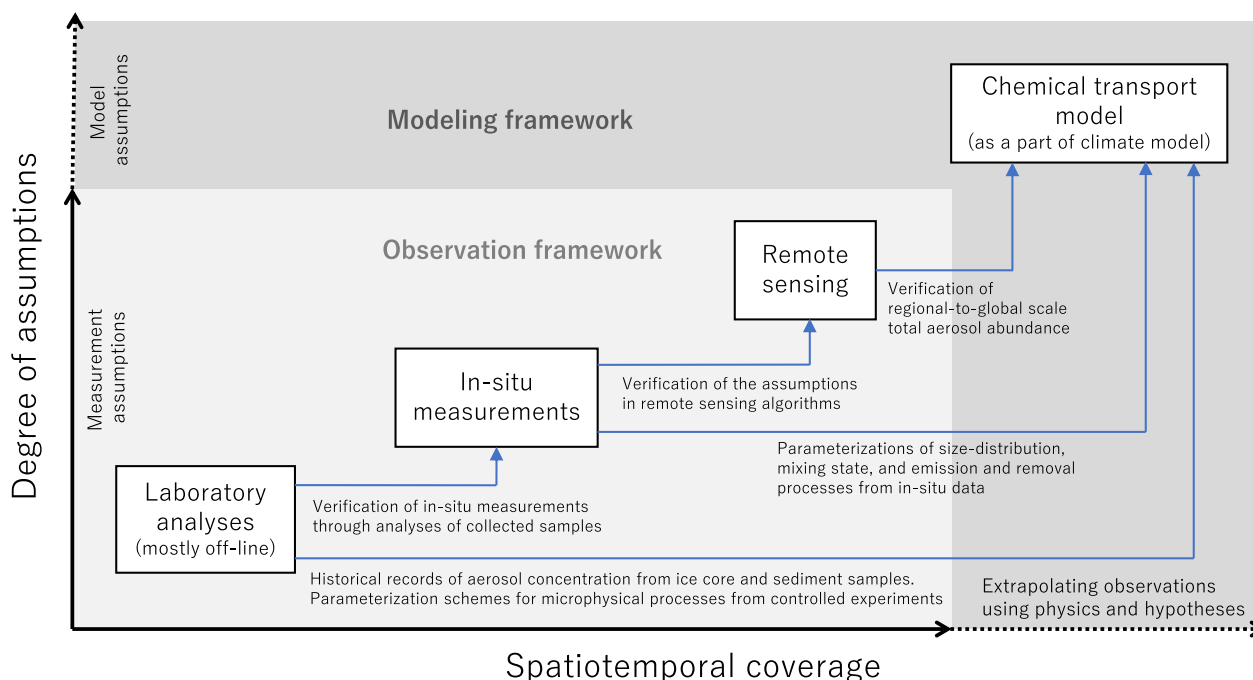 Degree of assumptions
Model
assumptions
Measurement
assumptions
Modeling framework
Chemical transport
model
(as a part of climate model)
Observation framework
Remote
sensing
Verification of
regional-to-global scale
total aerosol abundance
In-situ
measurements
Verification of the assumptions
in remote sensing algorithms
Parameterizations of size-distribution,
mixing state, and emission and removal
processes from in-situ data
Laboratory
analyses
(mostly off-line)
Verification of in-situ measurements
through analyses of collected samples
Historical records of aerosol concentration from ice core and sediment samples.
Parameterization schemes for microphysical processes from controlled experiments
Extrapolating observations
using physics and hypotheses
Spatiotemporal coverage